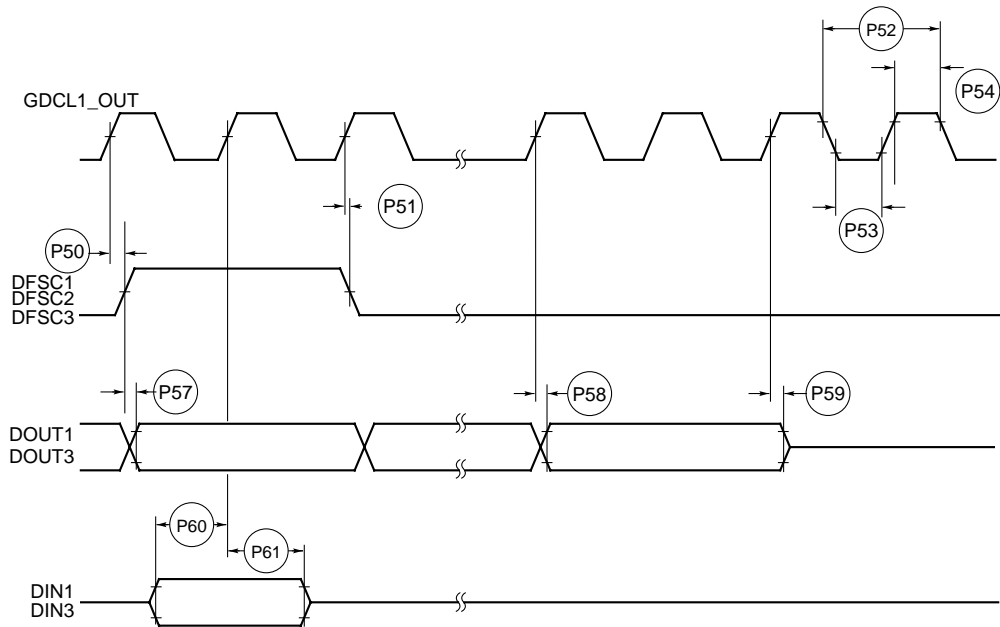 P52
GDCL1_OUT
P54
P51
P53
P50
DFSC1
DFSC2
DFSC3
P57
P58
P59
DOUT1
DOUT3
P60
P61
DIN1
DIN3